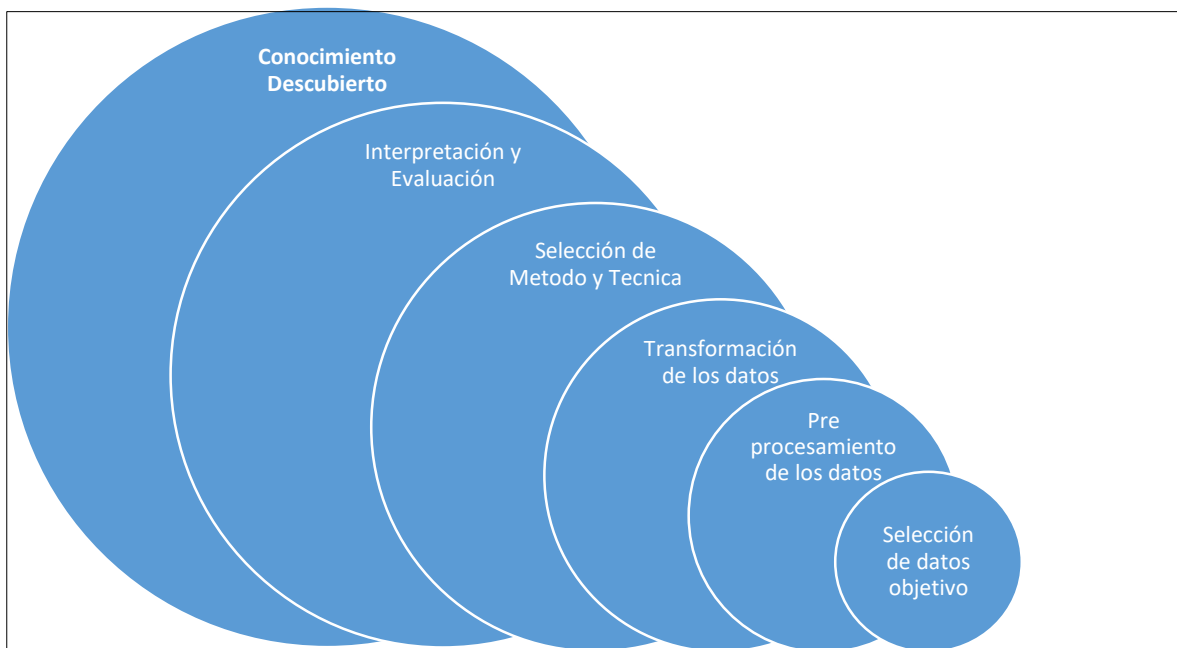 Conocimiento
Descubierto
Interpretación y
Evaluación
Selección de
Metodo y Tecnica
Transformación
de los datos
Pre
procesamiento
de los datos
Selección
de datos
objetivo